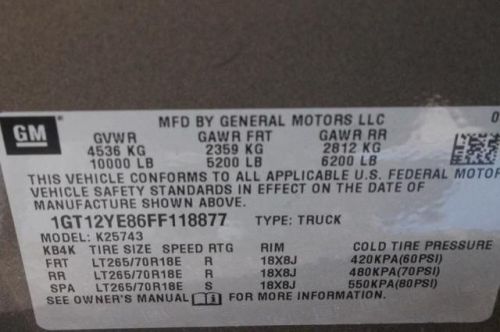 MFD BY GENERAL MOTORS LLC 0
GM
GVWR GAWR FRT GAWR RR
4536 KG 2359 KG 2812 KG
10000 LB 5200 LB 6200 LB
THIS VEHICLE CONFORMS TO ALL APPLICABLE U.S. FEDERAL MOTOR
VEHICLE SAFETY STANDARDS IN EFFECT ON THE DATE OF
MANUFACTURE SHOWN ABOVE.
1GT12YE86FF118877 TYPE: TRUCK
MODEL: K25743
KB4K TIRE SIZE SPEED RTG RIM COLD TIRE PRESSURE
FRT LT265/70R18E R 18X8J 420KPA(60PSI)
RR LT265/70R18E R 18X8J 480KPA(70PSI)
SPA LT265/70R18E S 18X8J 550KPA(80PSI)
SEE OWNER'S MANUAL FOR MORE INFORMATION